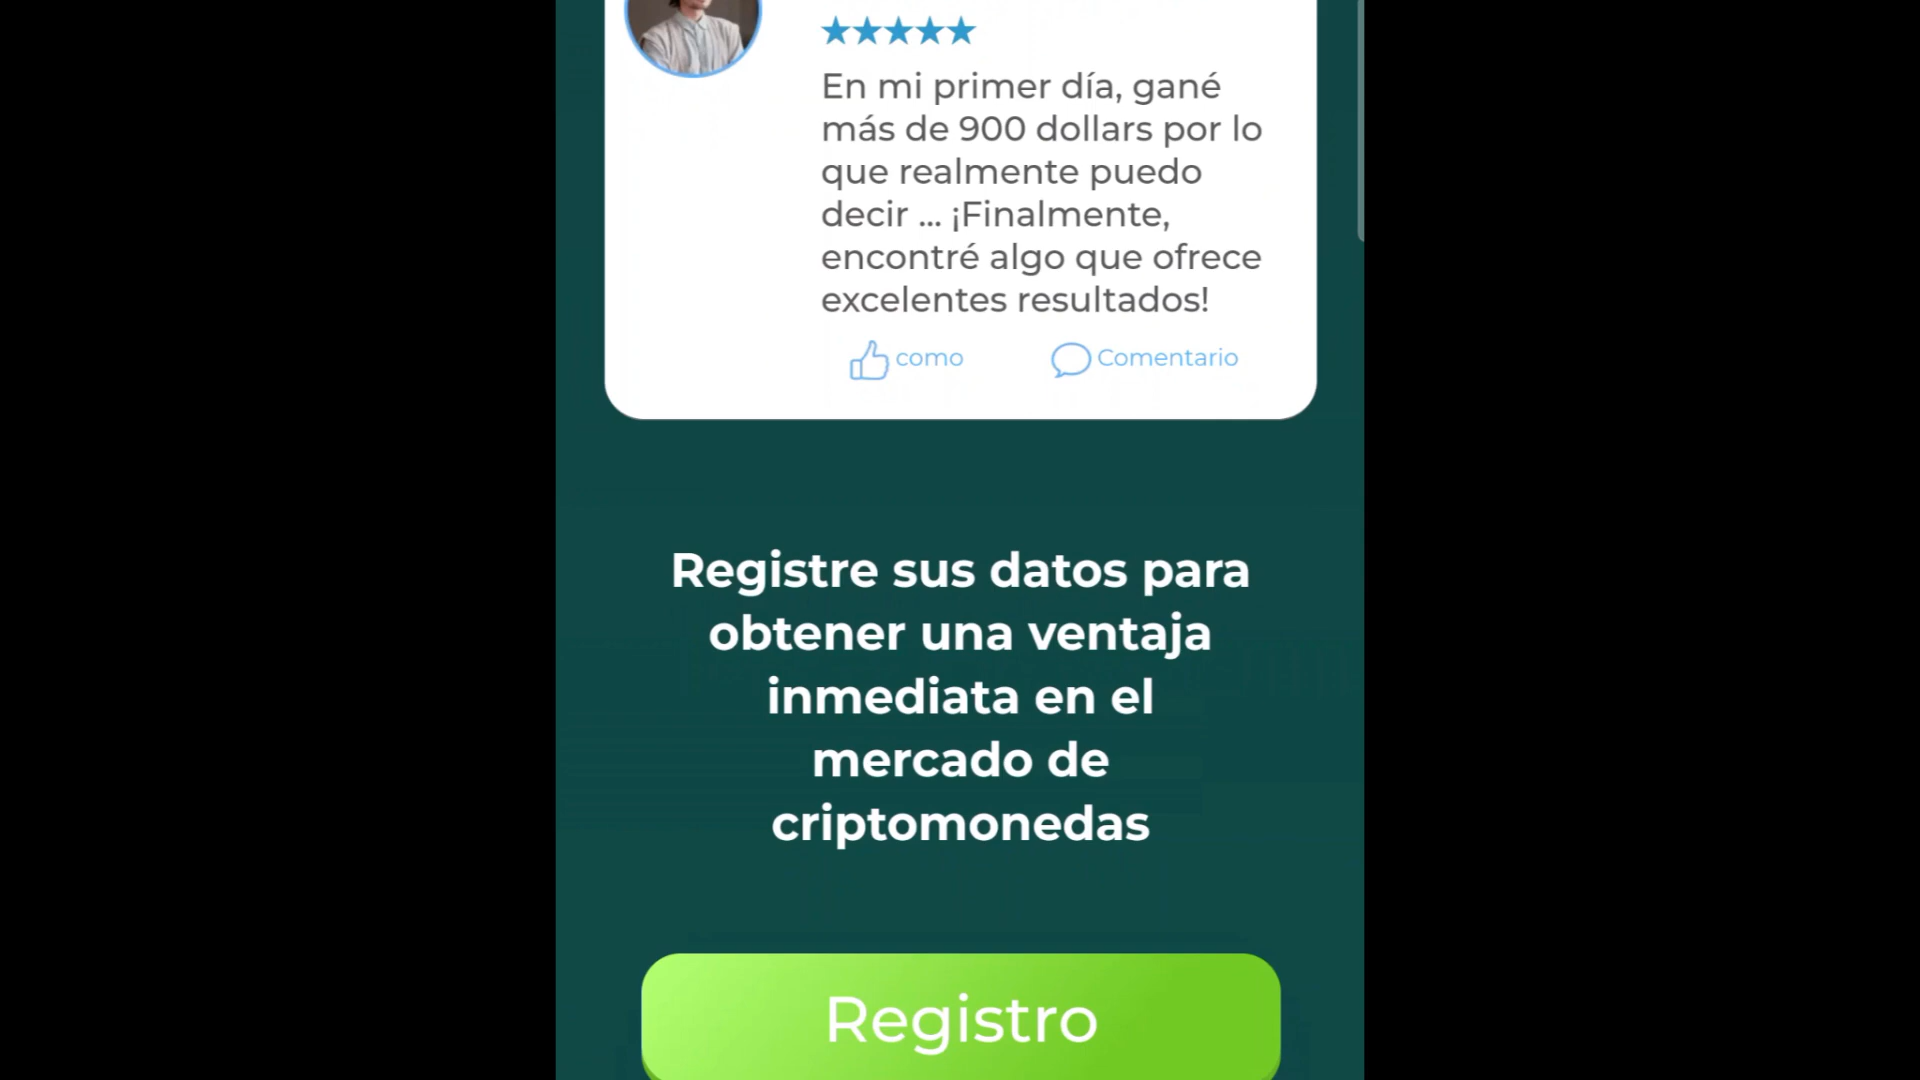 En mi primer día, gané
más de 900 dollars por lo
que realmente puedo
decir ... ¡Finalmente,
encontré algo que ofrece
excelentes resultados!
como
Comentario
Registre sus datos para
obtener una ventaja
inmediata en el
mercado de
criptomonedas
Registro